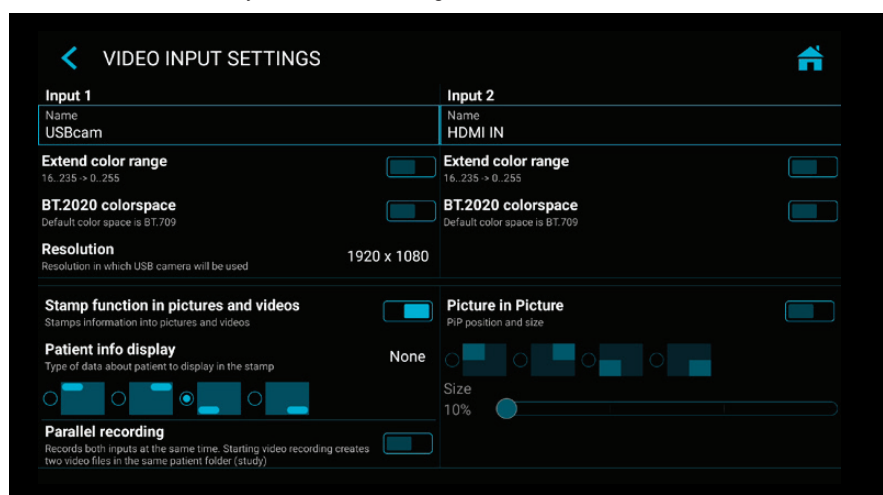 VIDEO INPUT SETTINGS
Input 1
Name
USBcam
Extend color range
16..235 -> 0..255
BT.2020 colorspace
Default color space is BT.709
Resolution
Resolution in which USB camera will be used
1920 x 1080
Input 2
Name
HDMI IN
Extend color range
16..235 -> 0..255
BT.2020 colorspace
Default color space is BT.709
Stamp function in pictures and videos
Stamps information into pictures and videos
Patient info display
Type of data about patient to display in the stamp
None
Parallel recording
Records both inputs at the same time. Starting video recording creates
two video files in the same patient folder (study)
Picture in Picture
PiP position and size
Size
10%